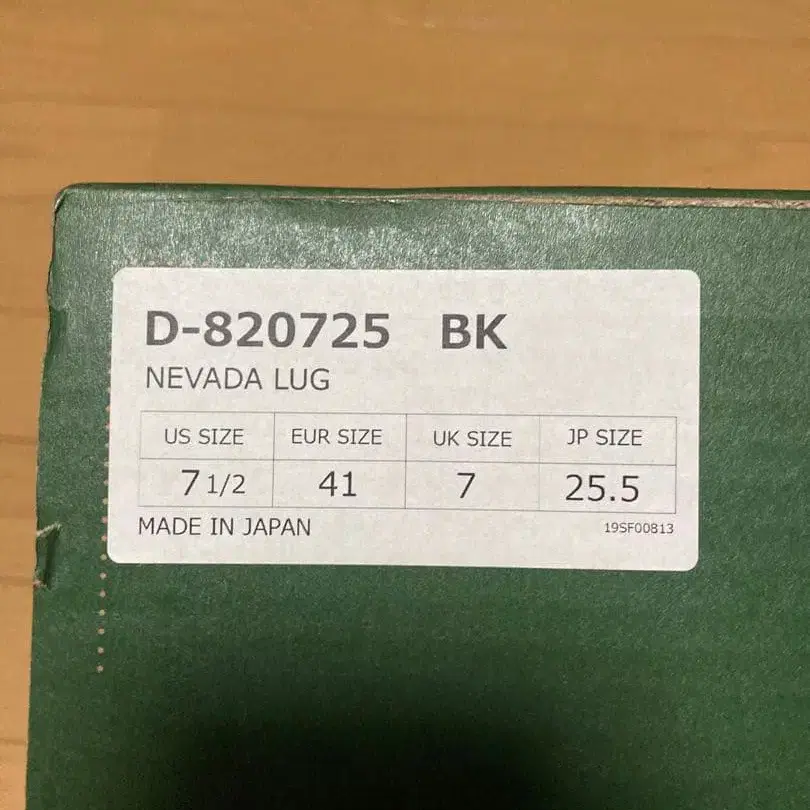 D-820725 BK
NEVADA LUG
US SIZE EUR SIZE UK SIZE JP SIZE
7 1/2 41 7 25.5
MADE IN JAPAN 19SF00813